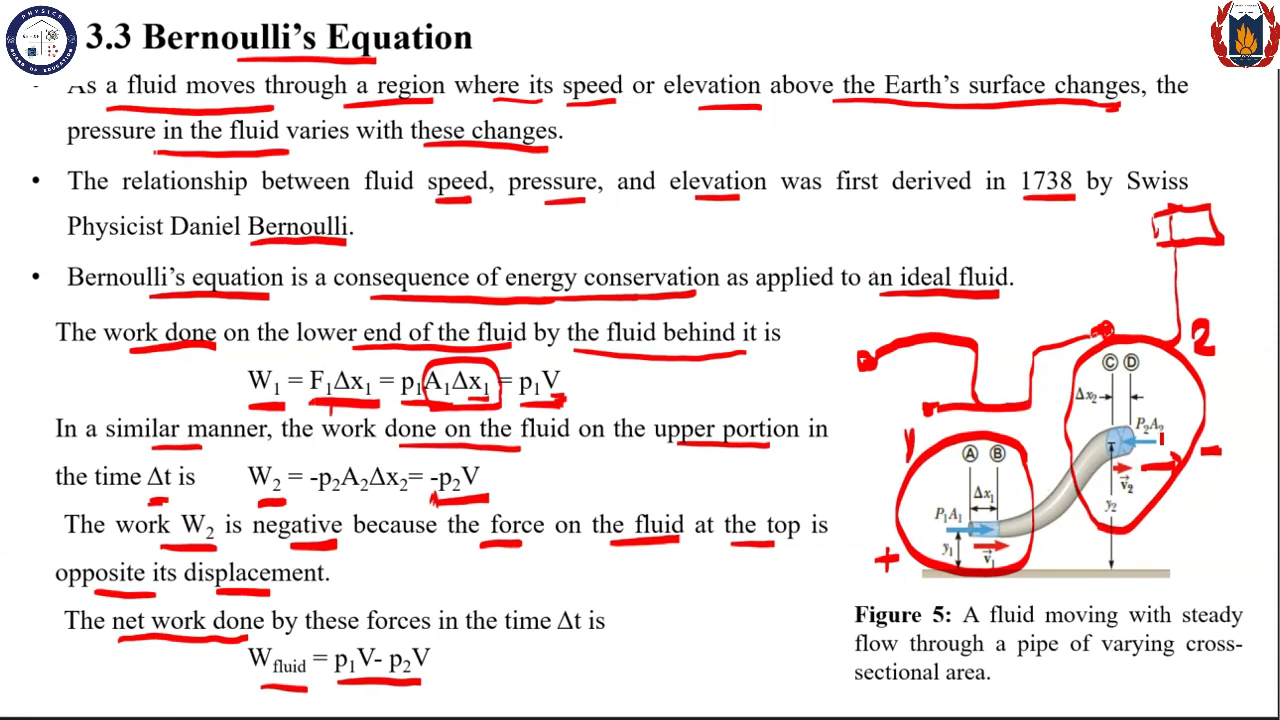 PHYSICS
BOARD OF EDUCATION
3.3 Bernoulli’s Equation
As a fluid moves through a region where its speed or elevation above the Earth’s surface changes, the
pressure in the fluid varies with these changes.
• The relationship between fluid speed, pressure, and elevation was first derived in 1738 by Swiss
Physicist Daniel Bernoulli.
• Bernoulli’s equation is a consequence of energy conservation as applied to an ideal fluid.
The work done on the lower end of the fluid by the fluid behind it is
W₁ = F₁Δx₁ = p₁A₁Δx₁ = p₁V
In a similar manner, the work done on the fluid on the upper portion in
the time Δt is W₂ = -p₂A₂Δx₂= -p₂V
The work W₂ is negative because the force on the fluid at the top is
opposite its displacement.
The net work done by these forces in the time Δt is
W_fluid = p₁V- p₂V
2
C D
Δx₂
P₂A₂
-
v₂
y₂
1
A B
Δx₁
P₁A₁
y₁
v₁
+
Figure 5: A fluid moving with steady
flow through a pipe of varying cross-
sectional area.